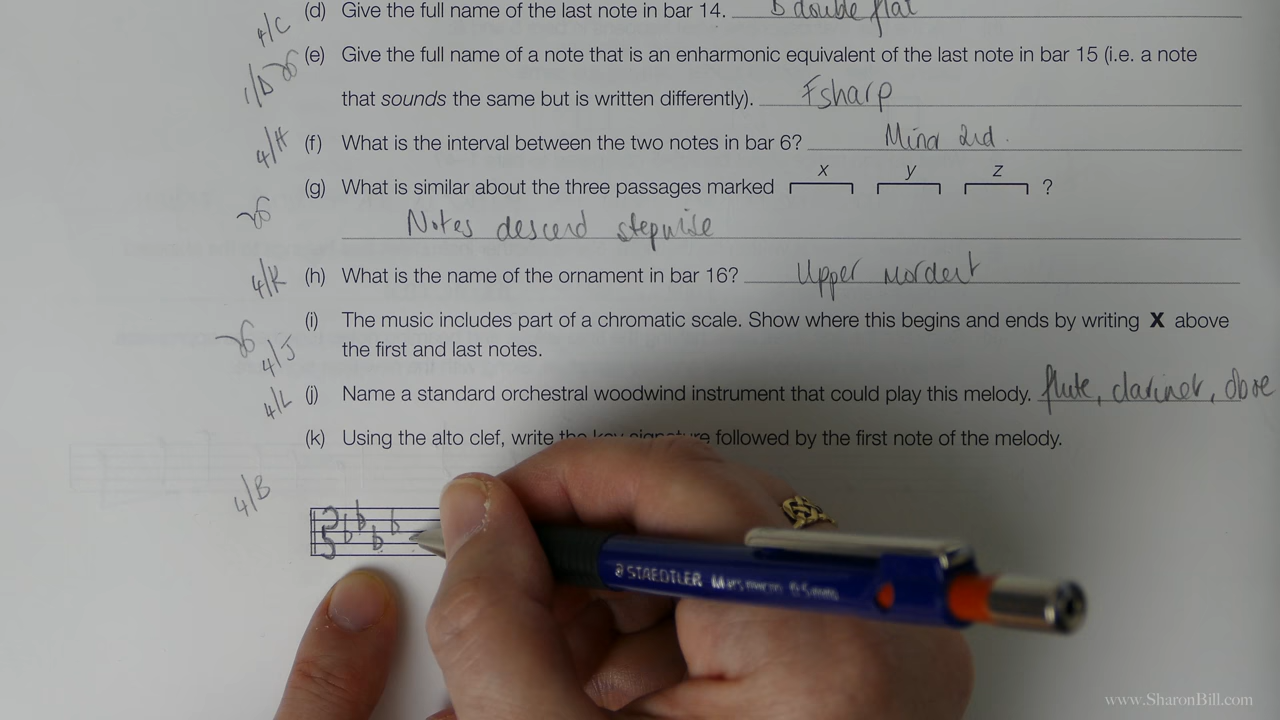 4/C (d) Give the full name of the last note in bar 14. B double flat
1/D (e) Give the full name of a note that is an enharmonic equivalent of the last note in bar 15 (i.e. a note
that sounds the same but is written differently). F sharp
4/H (f) What is the interval between the two notes in bar 6? Minor 2nd.
x y z
(g) What is similar about the three passages marked ?
Notes descend stepwise
4/K (h) What is the name of the ornament in bar 16? Upper mordent
(i) The music includes part of a chromatic scale. Show where this begins and ends by writing X above
4/J the first and last notes.
4/L (j) Name a standard orchestral woodwind instrument that could play this melody. flute, clarinet, oboe
(k) Using the alto clef, write the key signature followed by the first note of the melody.
4/B
STAEDTLER
www.SharonBill.com